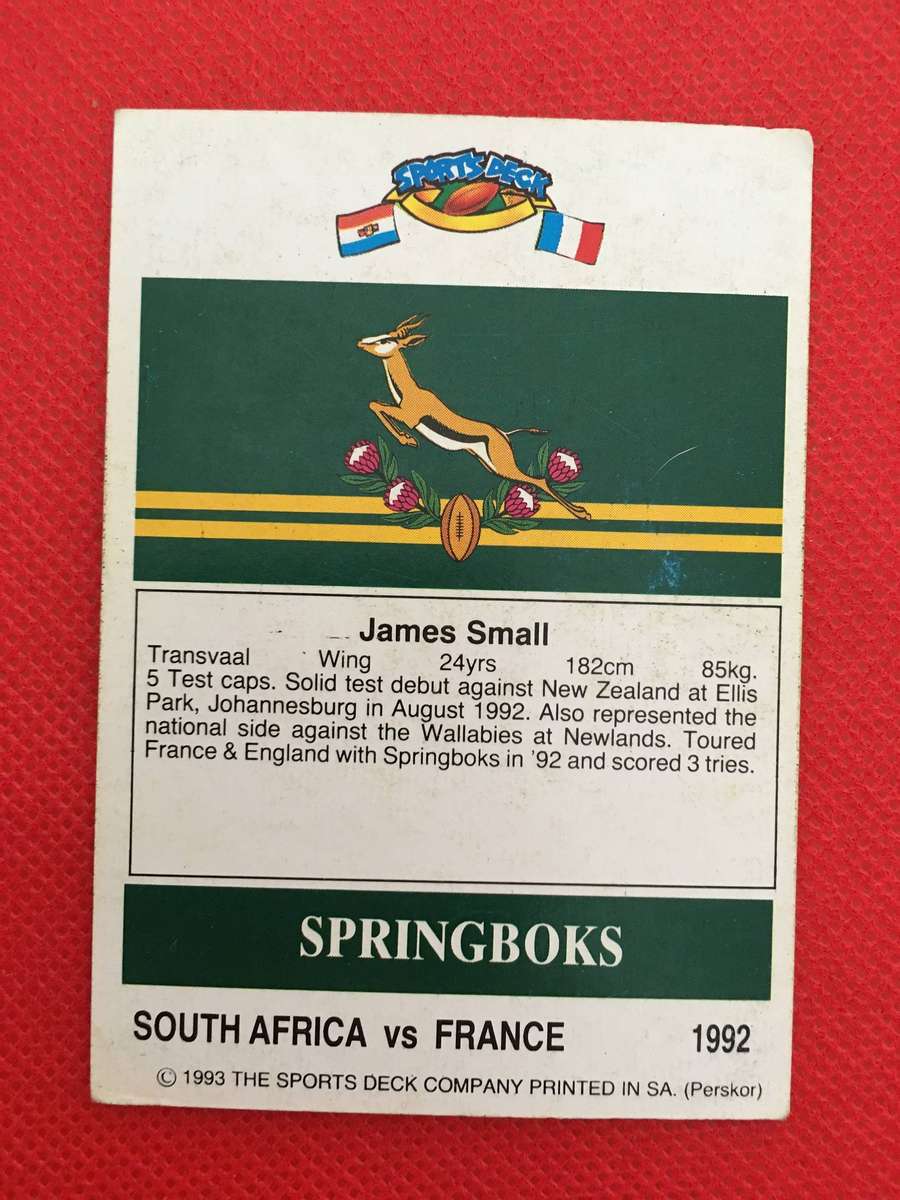 SPORTS DECK
James Small
Transvaal Wing 24yrs 182cm 85kg.
5 Test caps. Solid test debut against New Zealand at Ellis
Park, Johannesburg in August 1992. Also represented the
national side against the Wallabies at Newlands. Toured
France & England with Springboks in '92 and scored 3 tries.
SPRINGBOKS
SOUTH AFRICA vs FRANCE 1992
© 1993 THE SPORTS DECK COMPANY PRINTED IN SA. (Perskor)